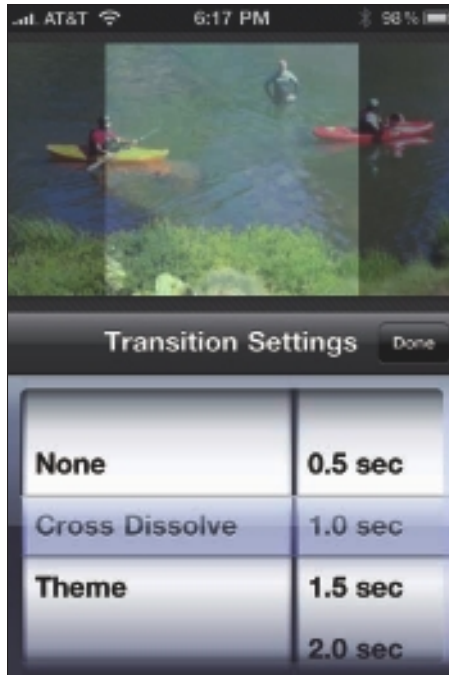 AT&T 6:17 PM 98%
Transition Settings Done
None 0.5 sec
Cross Dissolve 1.0 sec
Theme 1.5 sec
2.0 sec